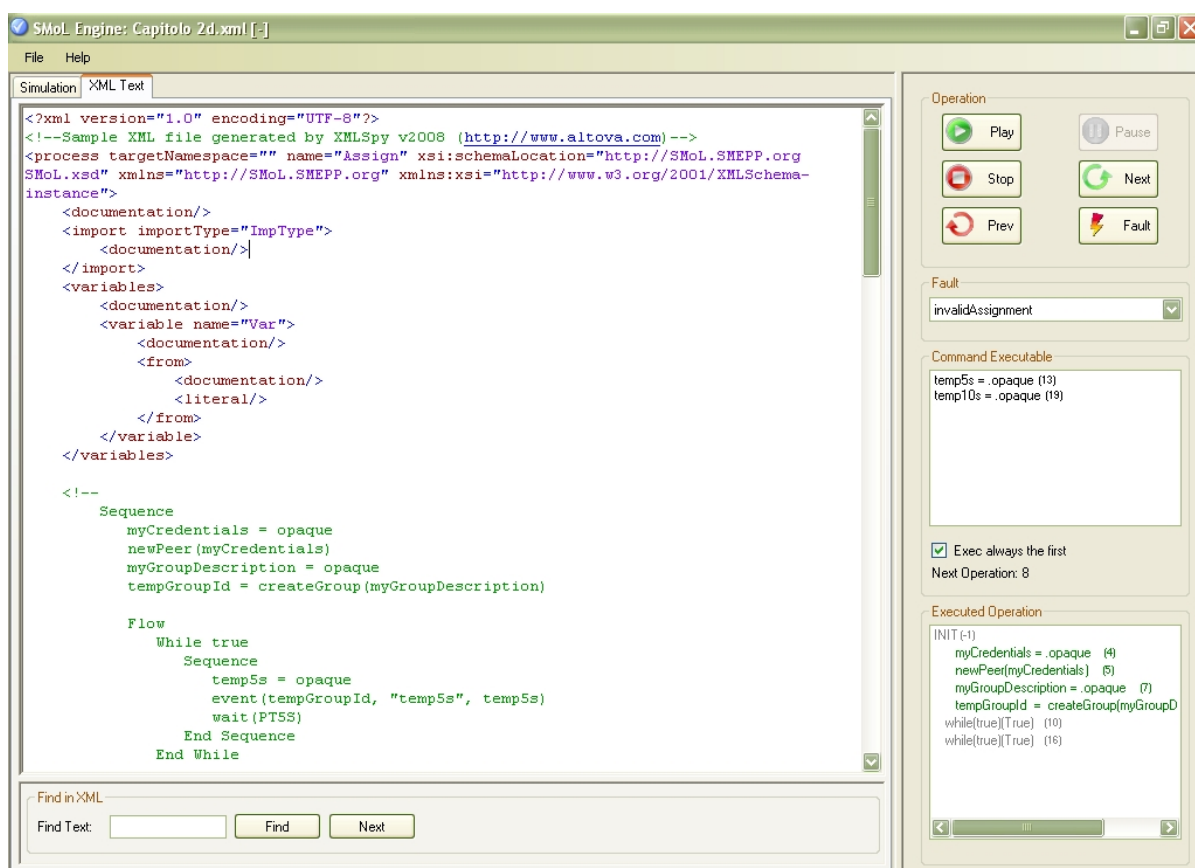 SMoL Engine: Capitolo 2d.xml [-]
File Help
Simulation XML Text
<?xml version="1.0" encoding="UTF-8"?>
<!--Sample XML file generated by XMLSpy v2008 (http://www.altova.com)-->
<process targetNamespace="" name="Assign" xsi:schemaLocation="http://SMoL.SMEPP.org
SMoL.xsd" xmlns="http://SMoL.SMEPP.org" xmlns:xsi="http://www.w3.org/2001/XMLSchema-
instance">
<documentation/>
<import importType="ImpType">
<documentation/>
</import>
<variables>
<documentation/>
<variable name="Var">
<documentation/>
<from>
<documentation/>
<literal/>
</from>
</variable>
</variables>
<!--
Sequence
myCredentials = opaque
newPeer(myCredentials)
myGroupDescription = opaque
tempGroupId = createGroup(myGroupDescription)
Flow
While true
Sequence
temp5s = opaque
event(tempGroupId, "temp5s", temp5s)
wait(PT5S)
End Sequence
End While
Find in XML
Find Text:
Find
Next
Operation
Play
Pause
Stop
Next
Prev
Fault
Fault
invalidAssignment
Command Executable
temp5s = .opaque (13)
temp10s = .opaque (19)
Exec always the first
Next Operation: 8
Executed Operation
INIT (-1)
myCredentials = .opaque (4)
newPeer(myCredentials) (5)
myGroupDescription = .opaque (7)
tempGroupId = createGroup(myGroupD
while(true)(True) (10)
while(true)(True) (16)